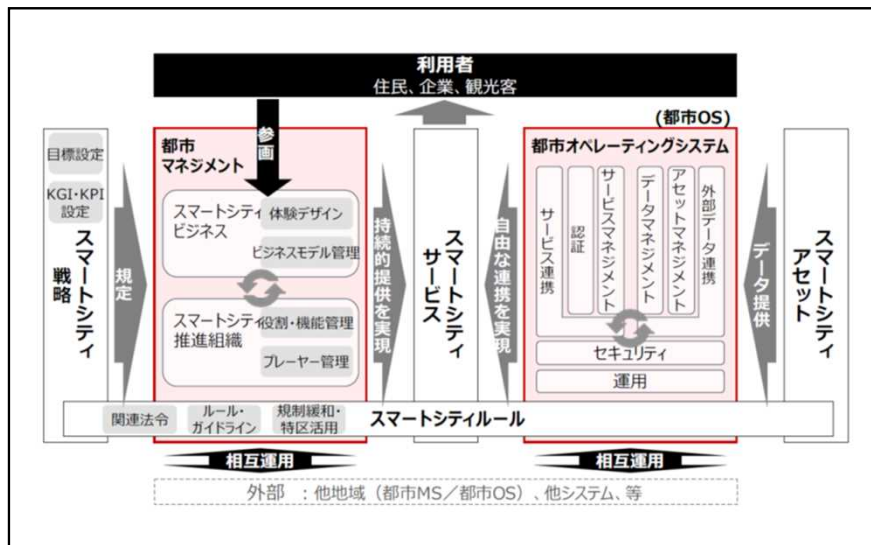 利用者
住民、企業、観光客
(都市OS)
参画
目標設定
KGI・KPI
設定
スマートシティ
戦略
規定
都市
マネジメント
スマートシティ
ビジネス
体験デザイン
ビジネスモデル管理
スマートシティ
推進組織
役割・機能管理
プレーヤー管理
持続的提供を実現
スマートシティ
サービス
自由な連携を実現
都市オペレーティングシステム
サービス連携
認証
サービスマネジメント
データマネジメント
アセットマネジメント
外部データ連携
セキュリティ
運用
データ提供
スマートシティ
アセット
関連法令
ルール・
ガイドライン
規制緩和・
特区活用
スマートシティルール
相互運用
相互運用
外部 :他地域(都市MS/都市OS)、他システム、等